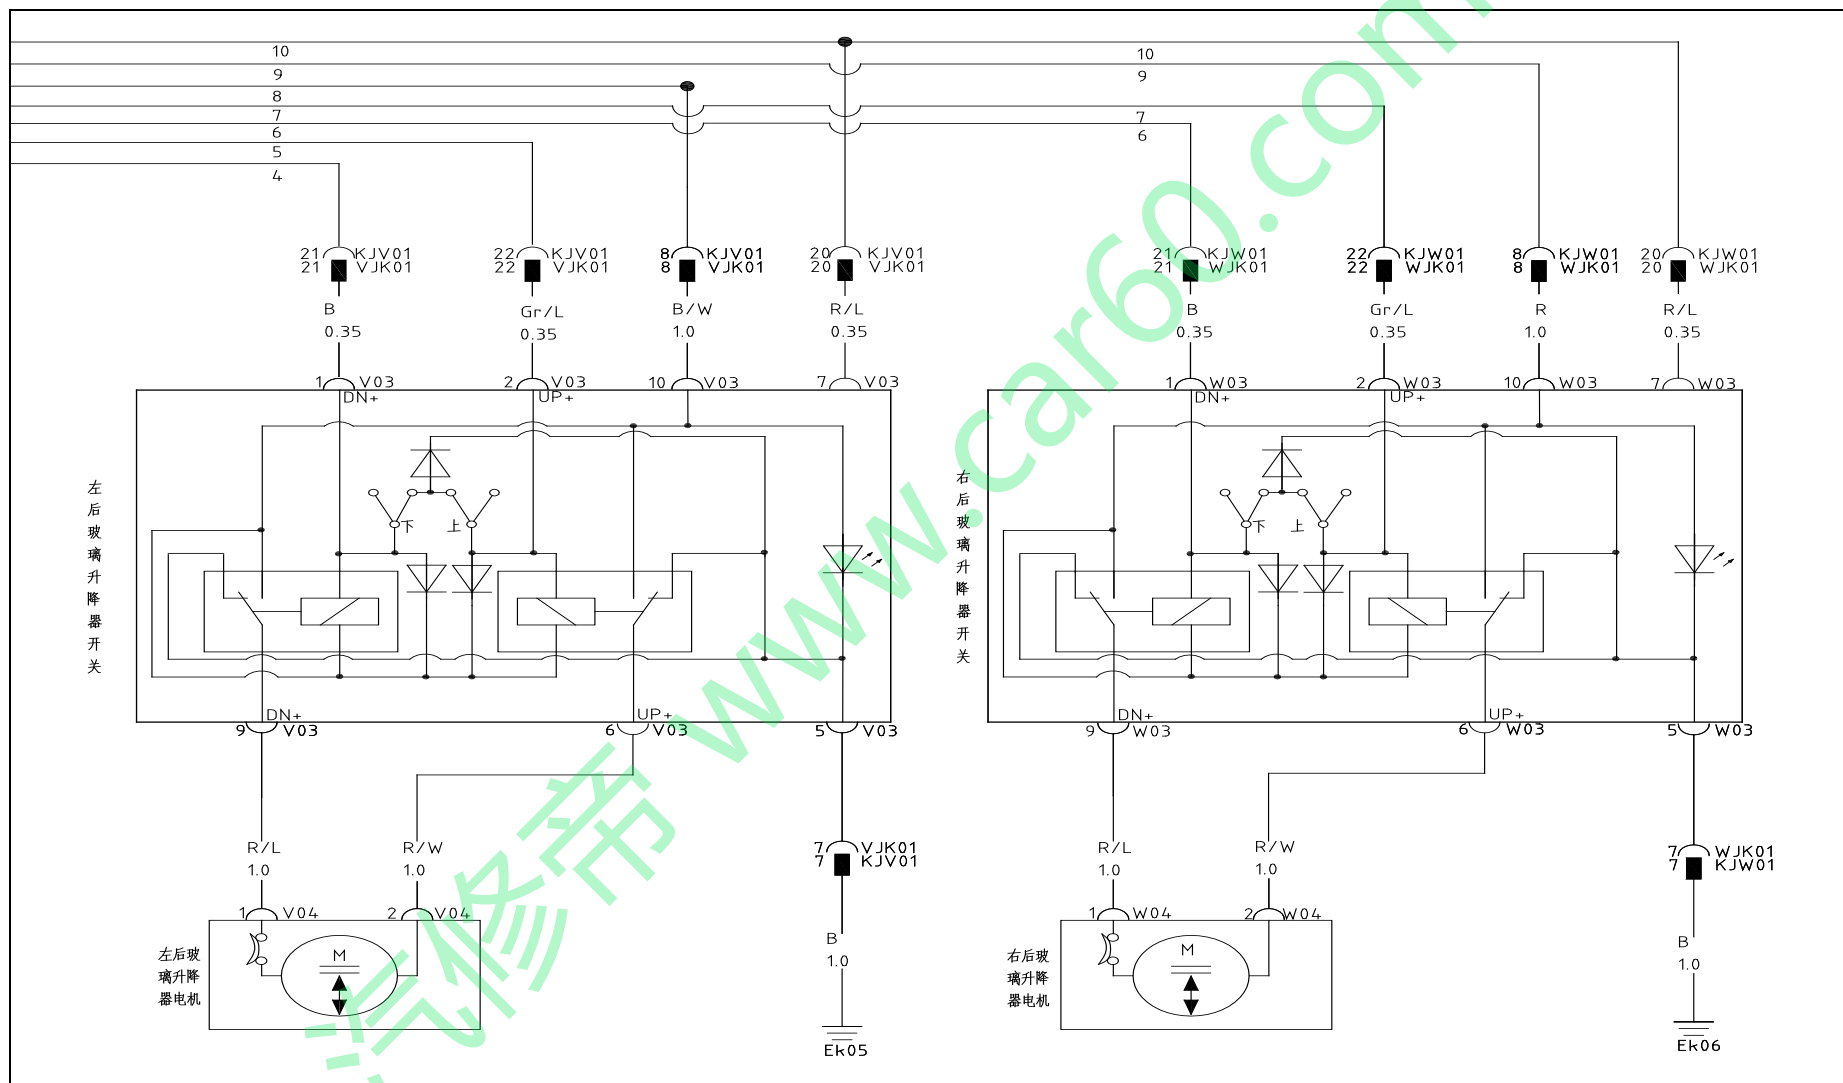 10
10
9
9
8
7
7
6
6
5
4
21 KJV01
21 VJK01
22 KJV01
22 VJK01
8 KJV01
8 VJK01
20 KJV01
20 VJK01
21 KJW01
21 WJK01
22 KJW01
22 WJK01
8 KJW01
8 WJK01
20 KJW01
20 WJK01
B
0.35
Gr/L
0.35
B/W
1.0
R/L
0.35
B
0.35
Gr/L
0.35
R
1.0
R/L
0.35
1 V03
2 V03
10 V03
7 V03
1 W03
2 W03
10 W03
7 W03
DN+
UP+
DN+
UP+
左后玻璃升降器开关
下 上
右后玻璃升降器开关
下 上
DN+
UP+
DN+
UP+
9 V03
6 V03
5 V03
9 W03
6 W03
5 W03
R/L
1.0
R/W
1.0
7 VJK01
7 KJV01
R/L
1.0
R/W
1.0
7 WJK01
7 KJW01
1 V04
2 V04
1 W04
2 W04
左后玻
璃升降
器电机
M
B
1.0
Ek05
右后玻
璃升降
器电机
M
B
1.0
Ek06
汽修帝 www.car60.com